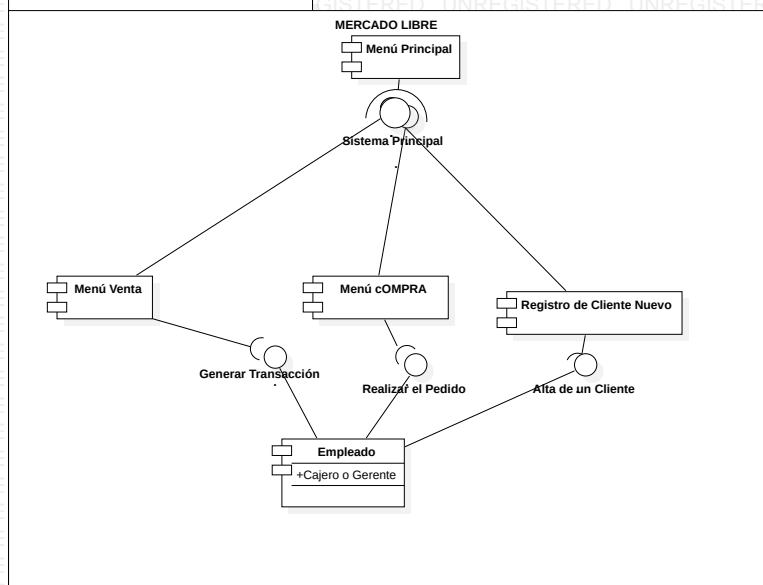 GISTERED UNREGISTERED UNREGISTER
MERCADO LIBRE
Menú Principal
Sistema Principal
Menú Venta
Menú cOMPRA
Registro de Cliente Nuevo
Generar Transacción
Realizar el Pedido
Alta de un Cliente
Empleado
+Cajero o Gerente